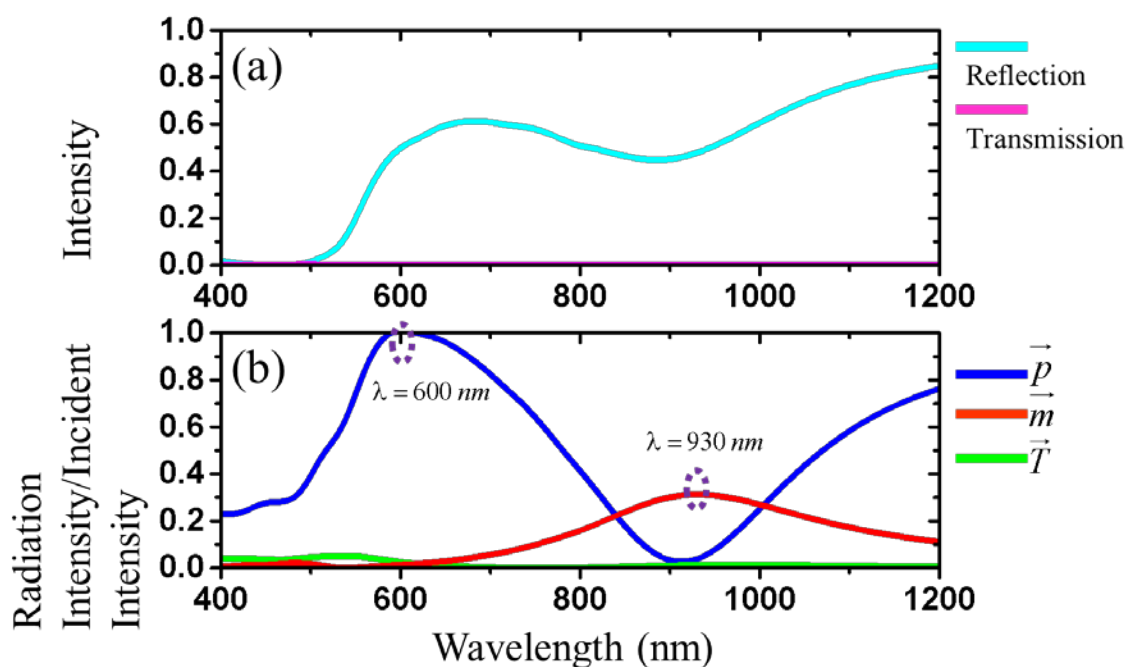 (a)
1.0
0.8
0.6
0.4
0.2
0.0
Intensity
400 600 800 1000 1200
Reflection
Transmission
(b)
1.0
0.8
0.6
0.4
0.2
0.0
Radiation
Intensity/Incident
Intensity
λ = 600 nm
λ = 930 nm
400 600 800 1000 1200
Wavelength (nm)
p⃗
m⃗
T⃗